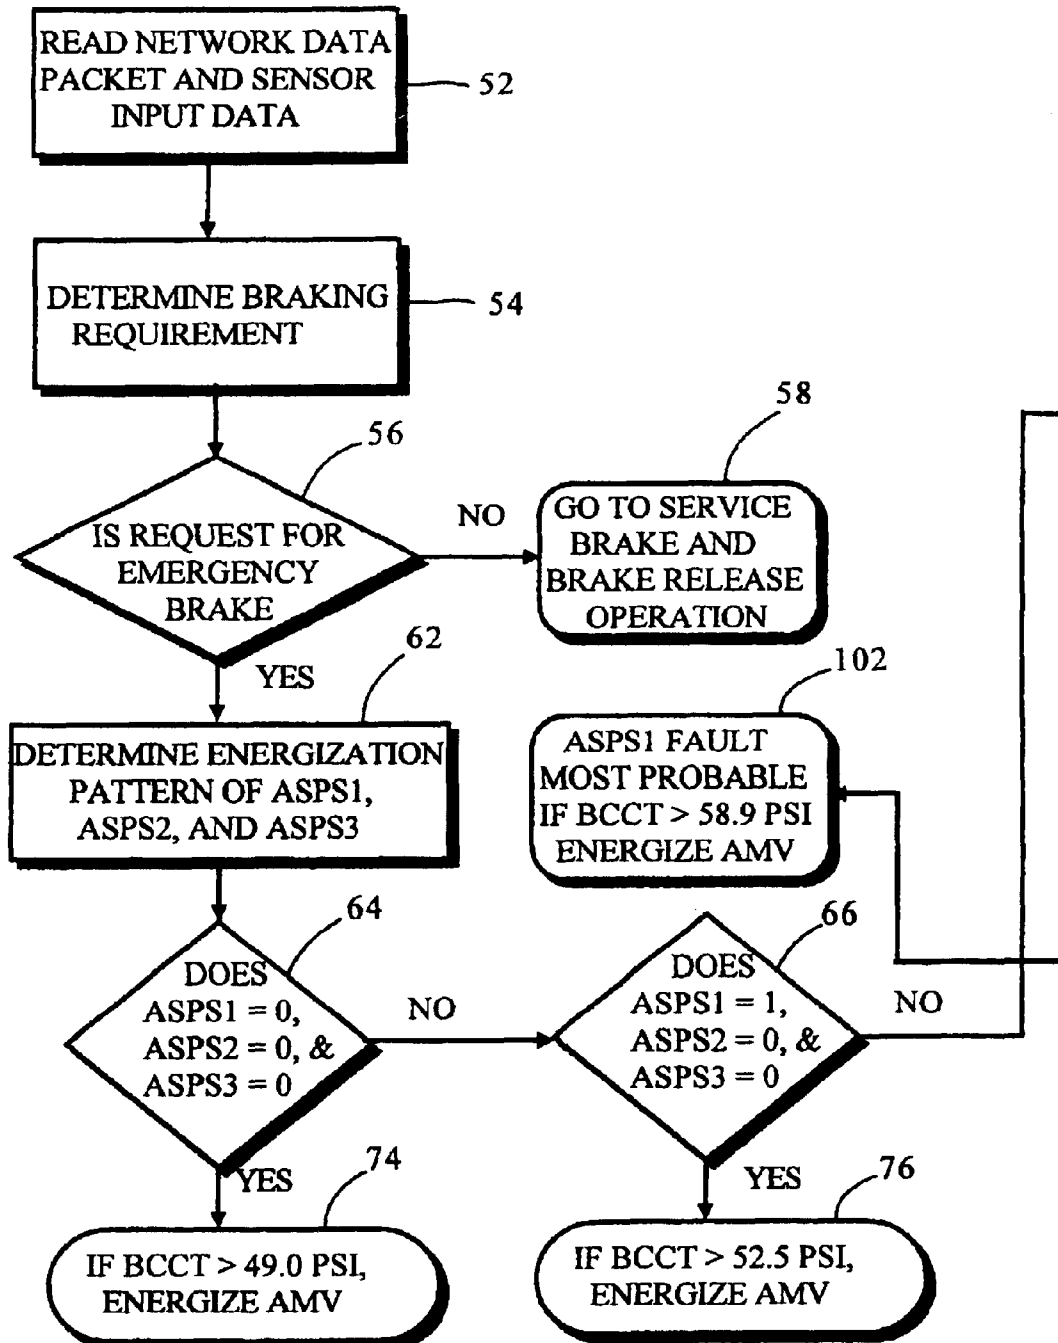 READ NETWORK DATA
PACKET AND SENSOR
INPUT DATA
52
DETERMINE BRAKING
REQUIREMENT
54
56
IS REQUEST FOR
EMERGENCY
BRAKE
NO
58
GO TO SERVICE
BRAKE AND
BRAKE RELEASE
OPERATION
YES
62
DETERMINE ENERGIZATION
PATTERN OF ASPS1,
ASPS2, AND ASPS3
102
ASPS1 FAULT
MOST PROBABLE
IF BCCT > 58.9 PSI
ENERGIZE AMV
64
DOES
ASPS1 = 0,
ASPS2 = 0, &
ASPS3 = 0
NO
66
DOES
ASPS1 = 1,
ASPS2 = 0, &
ASPS3 = 0
NO
YES
74
IF BCCT > 49.0 PSI,
ENERGIZE AMV
YES
76
IF BCCT > 52.5 PSI,
ENERGIZE AMV